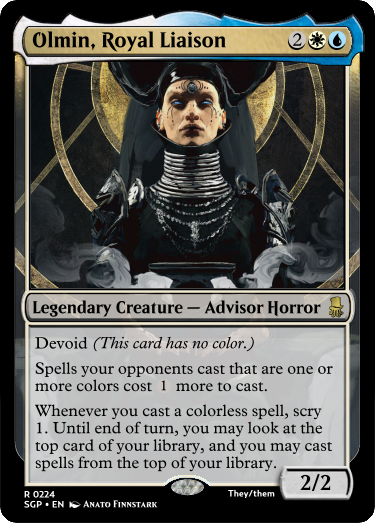 Olmin, Royal Liaison 2
Legendary Creature — Advisor Horror
Devoid (This card has no color.)
Spells your opponents cast that are one or
more colors cost 1 more to cast.
Whenever you cast a colorless spell, scry
1. Until end of turn, you may look at the
top card of your library, and you may cast
spells from the top of your library.
2/2
R 0224
SGP • EN Anato Finnstark
They/them